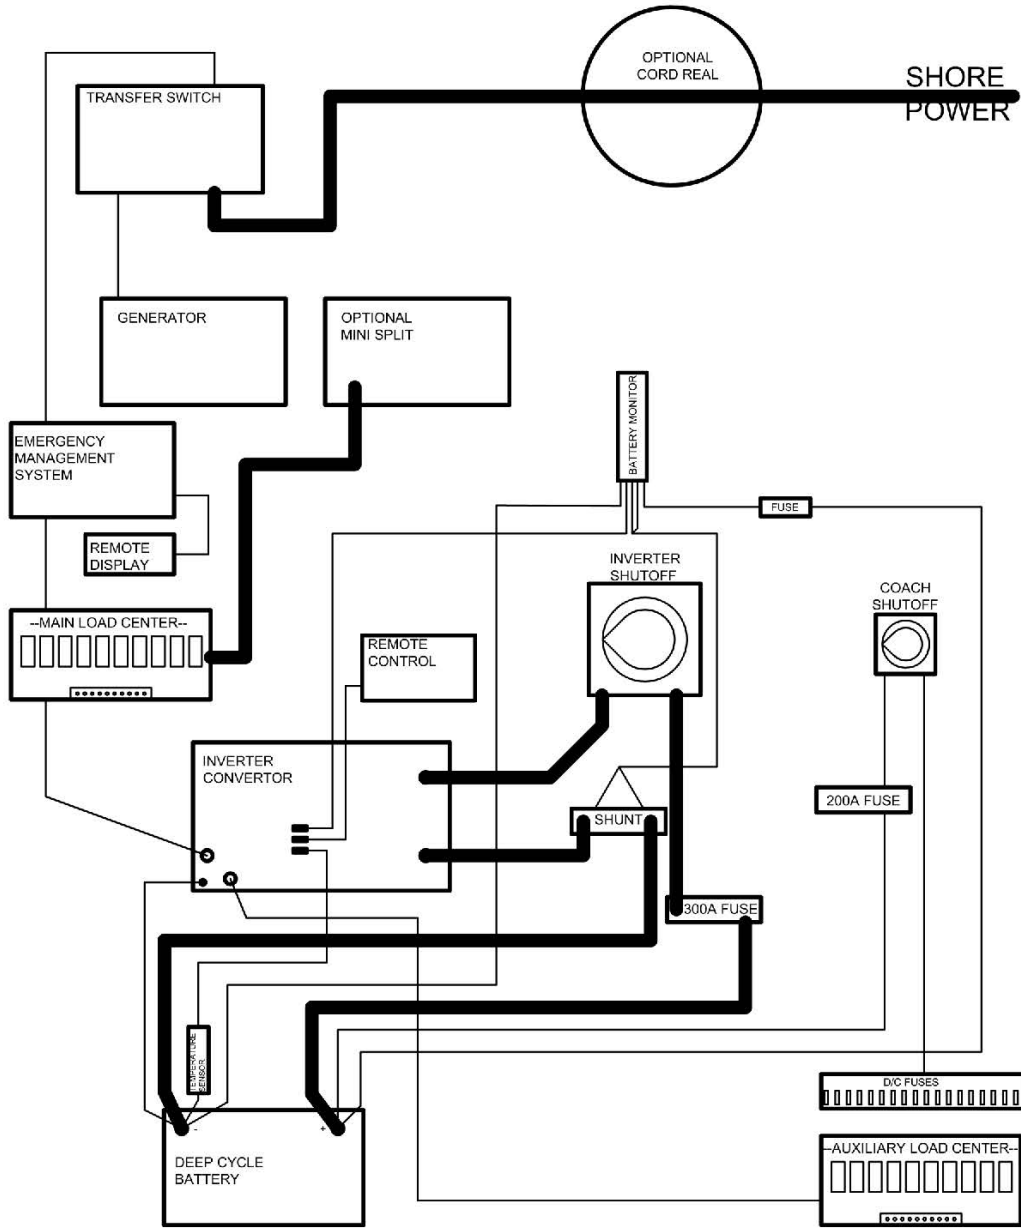 OPTIONAL
CORD REAL
SHORE
POWER
TRANSFER SWITCH
GENERATOR
OPTIONAL
MINI SPLIT
BATTERY MONITOR
EMERGENCY
MANAGEMENT
SYSTEM
FUSE
REMOTE
DISPLAY
INVERTER
SHUTOFF
COACH
SHUTOFF
--MAIN LOAD CENTER--
REMOTE
CONTROL
INVERTER
CONVERTOR
200A FUSE
SHUNT
300A FUSE
TEMPERATURE
SENSOR
D/C FUSES
-
+
DEEP CYCLE
BATTERY
--AUXILIARY LOAD CENTER--